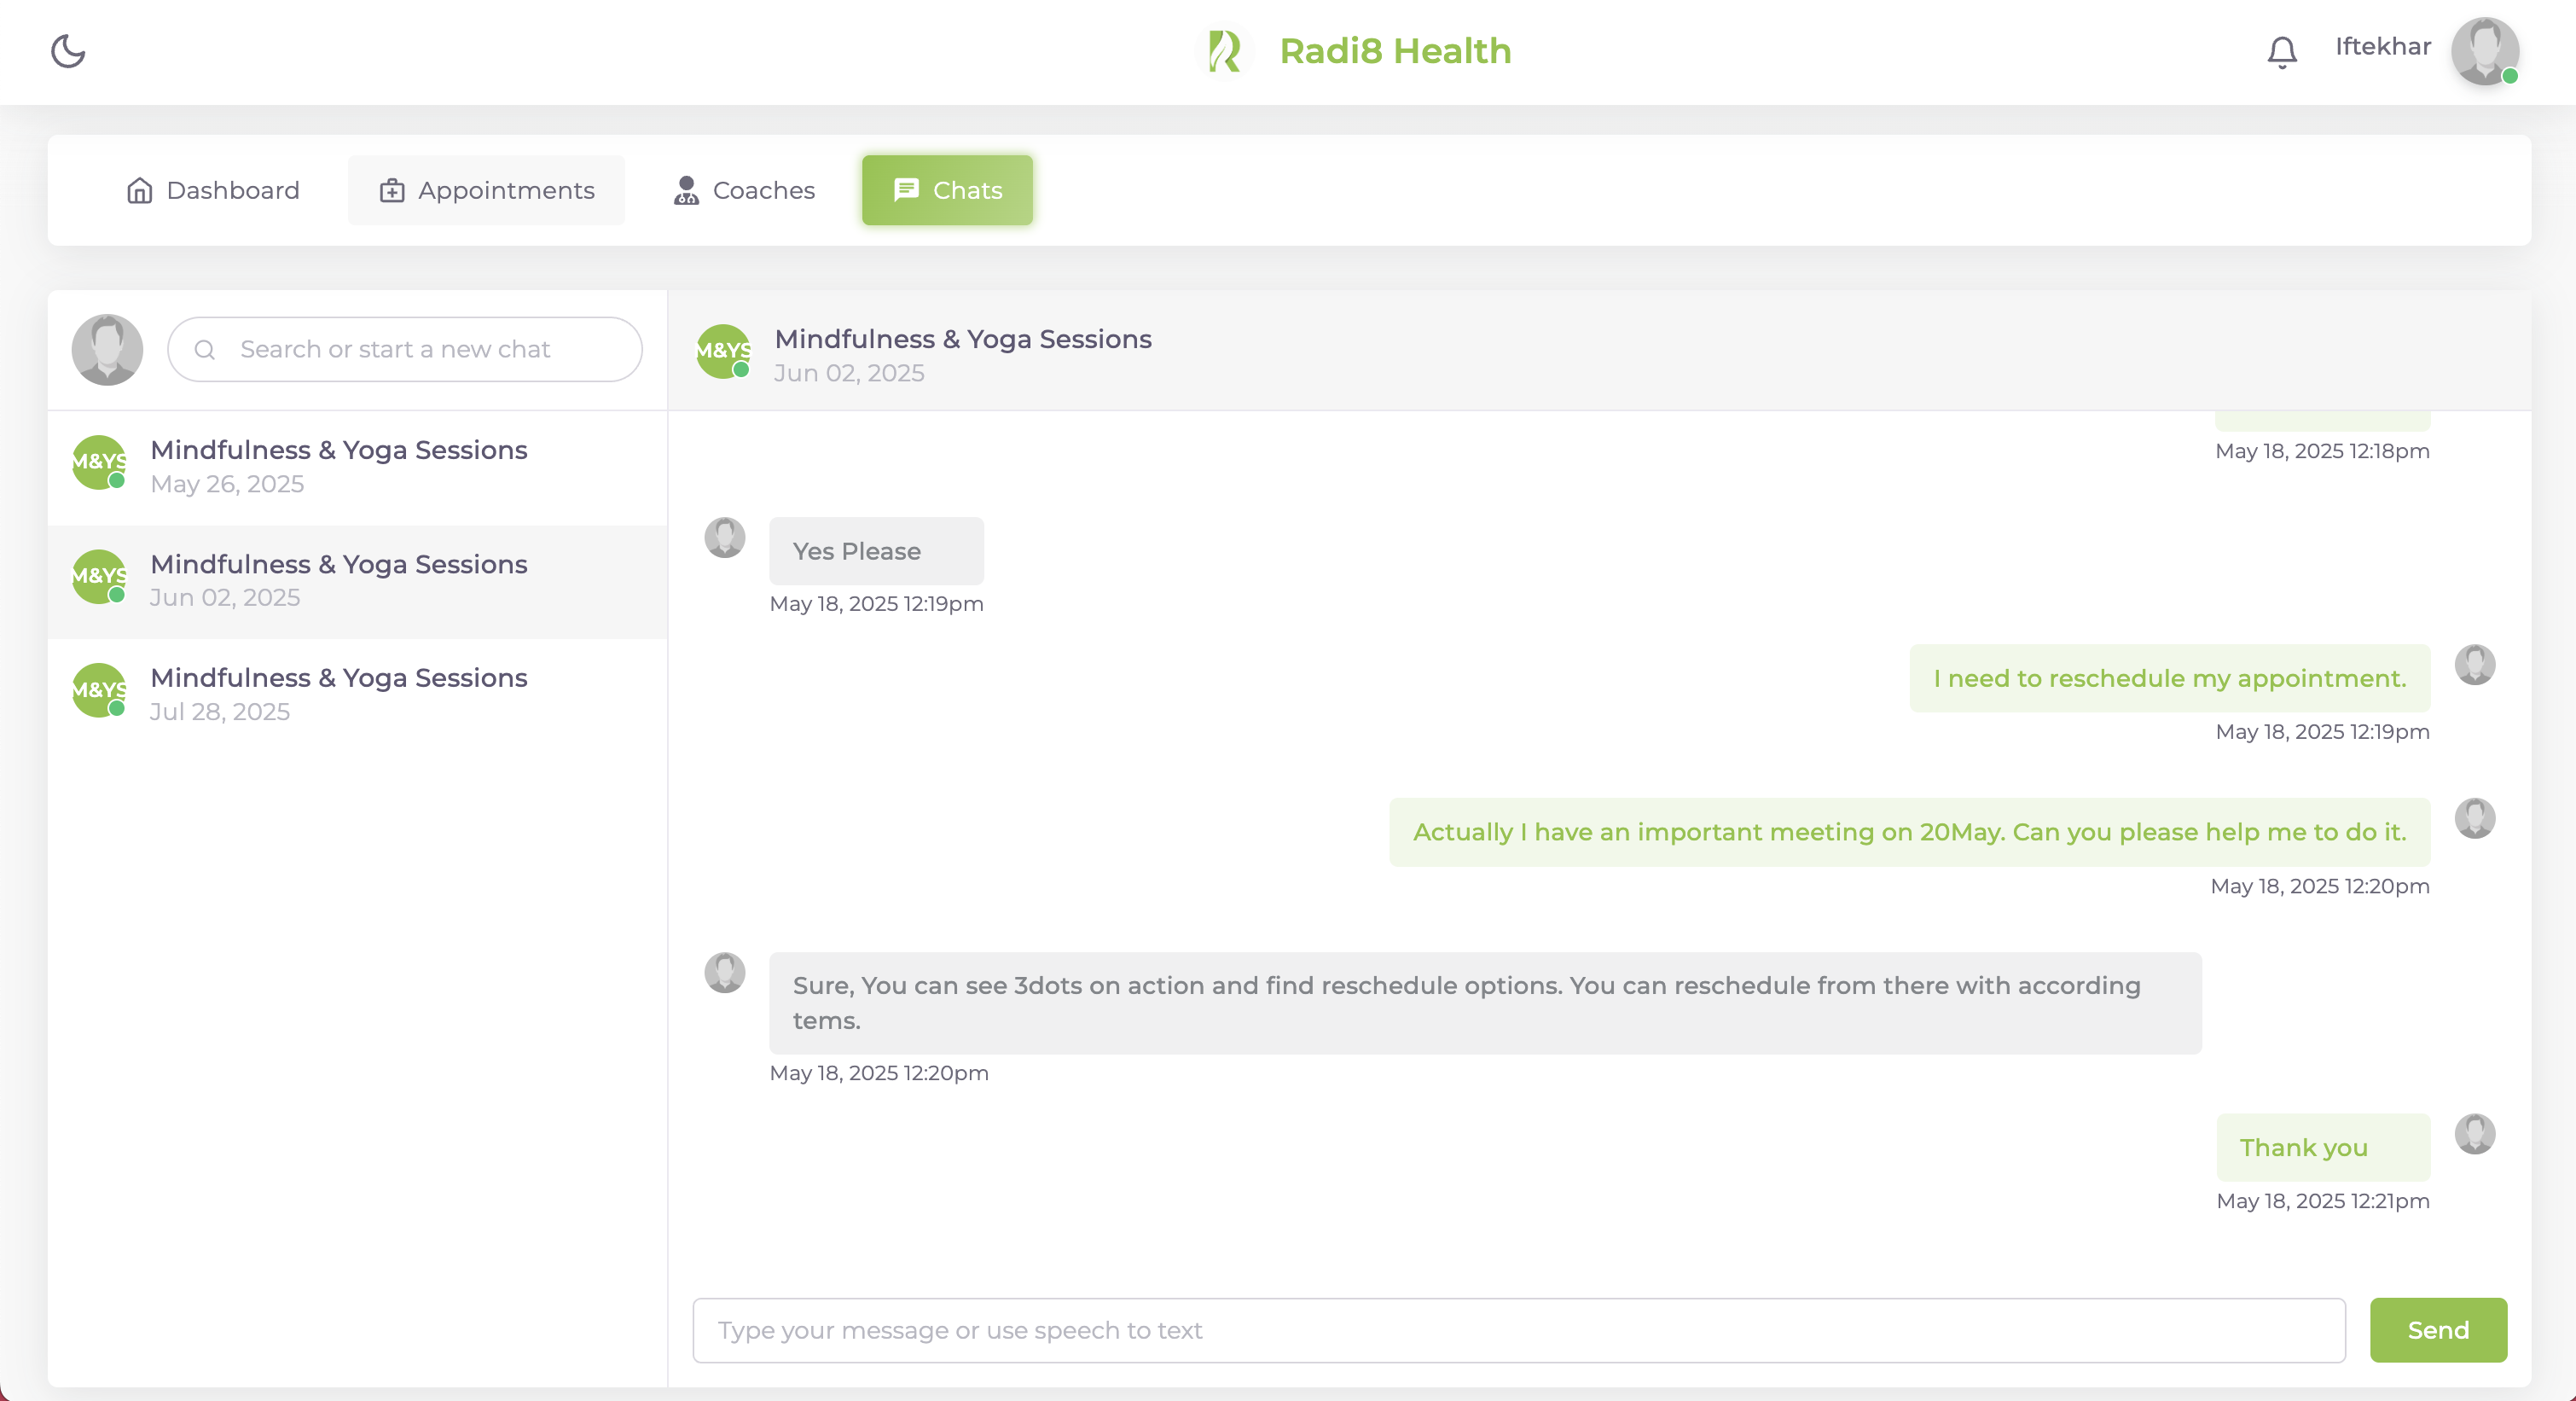 Radi8 Health
Iftekhar
Dashboard
Appointments
Coaches
Chats
Search or start a new chat
M&YS
Mindfulness & Yoga Sessions
May 26, 2025
M&YS
Mindfulness & Yoga Sessions
Jun 02, 2025
M&YS
Mindfulness & Yoga Sessions
Jul 28, 2025
M&YS
Mindfulness & Yoga Sessions
Jun 02, 2025
May 18, 2025 12:18pm
Yes Please
May 18, 2025 12:19pm
I need to reschedule my appointment.
May 18, 2025 12:19pm
Actually I have an important meeting on 20May. Can you please help me to do it.
May 18, 2025 12:20pm
Sure, You can see 3dots on action and find reschedule options. You can reschedule from there with according
tems.
May 18, 2025 12:20pm
Thank you
May 18, 2025 12:21pm
Type your message or use speech to text
Send